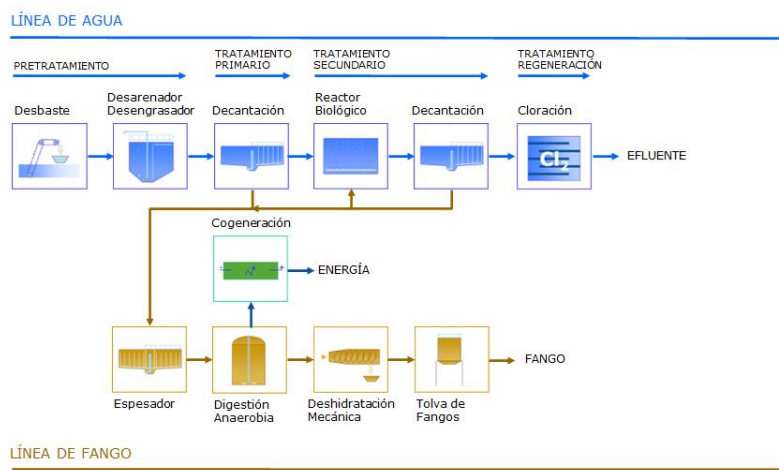 LÍNEA DE AGUA
PRETRATAMIENTO
TRATAMIENTO
PRIMARIO
TRATAMIENTO
SECUNDARIO
TRATAMIENTO
REGENERACIÓN
Desbaste
Desarenador
Desengrasador
Decantación
Reactor
Biológico
Decantación
Cloración
Cl2
EFLUENTE
Cogeneración
ENERGÍA
Espesador
Digestión
Anaerobia
Deshidratación
Mecánica
Tolva de
Fangos
FANGO
LÍNEA DE FANGO